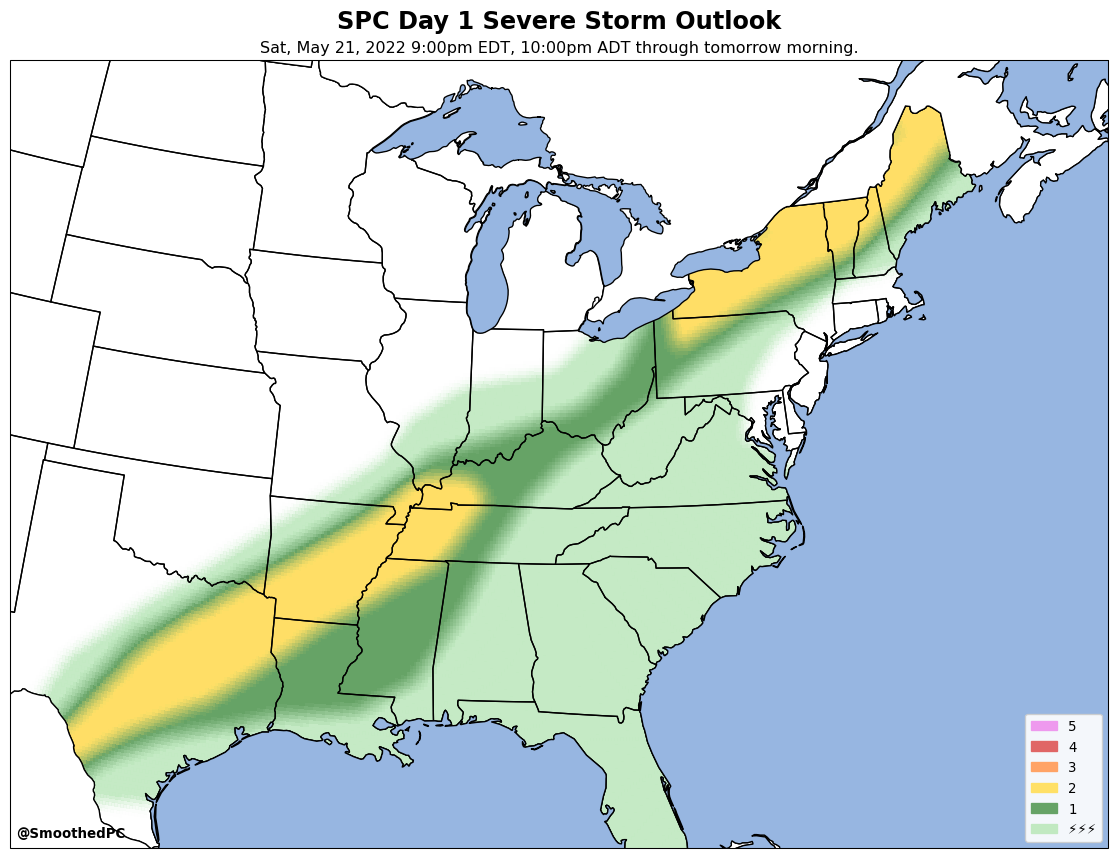 SPC Day 1 Severe Storm Outlook
Sat, May 21, 2022 9:00pm EDT, 10:00pm ADT through tomorrow morning.
5
4
3
2
1
⚡⚡⚡
@SmoothedPC